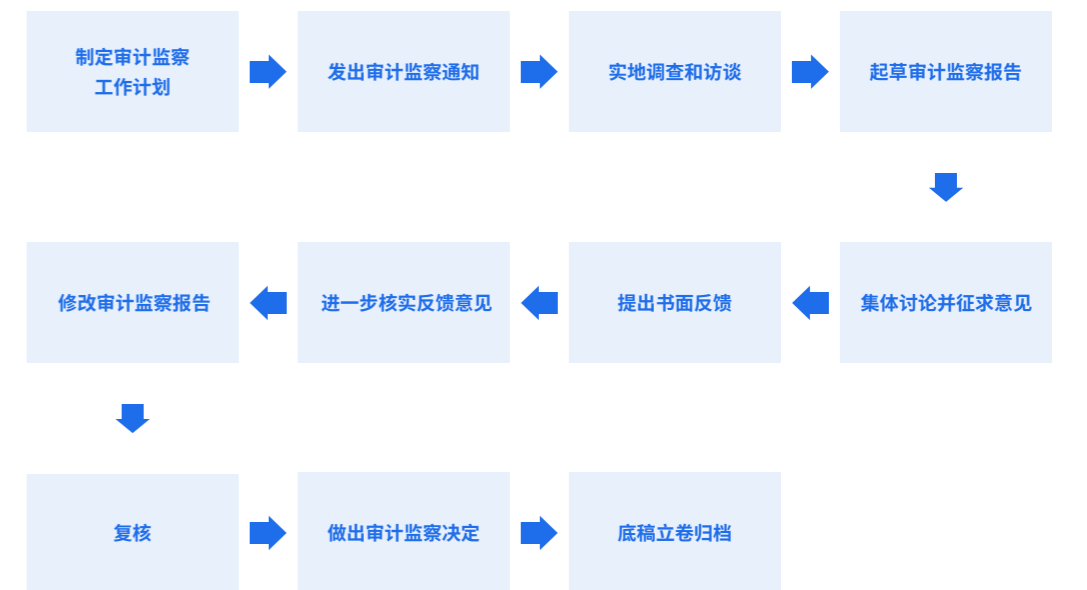 制定审计监察
工作计划
发出审计监察通知
实地调查和访谈
起草审计监察报告
集体讨论并征求意见
提出书面反馈
进一步核实反馈意见
修改审计监察报告
复核
做出审计监察决定
底稿立卷归档